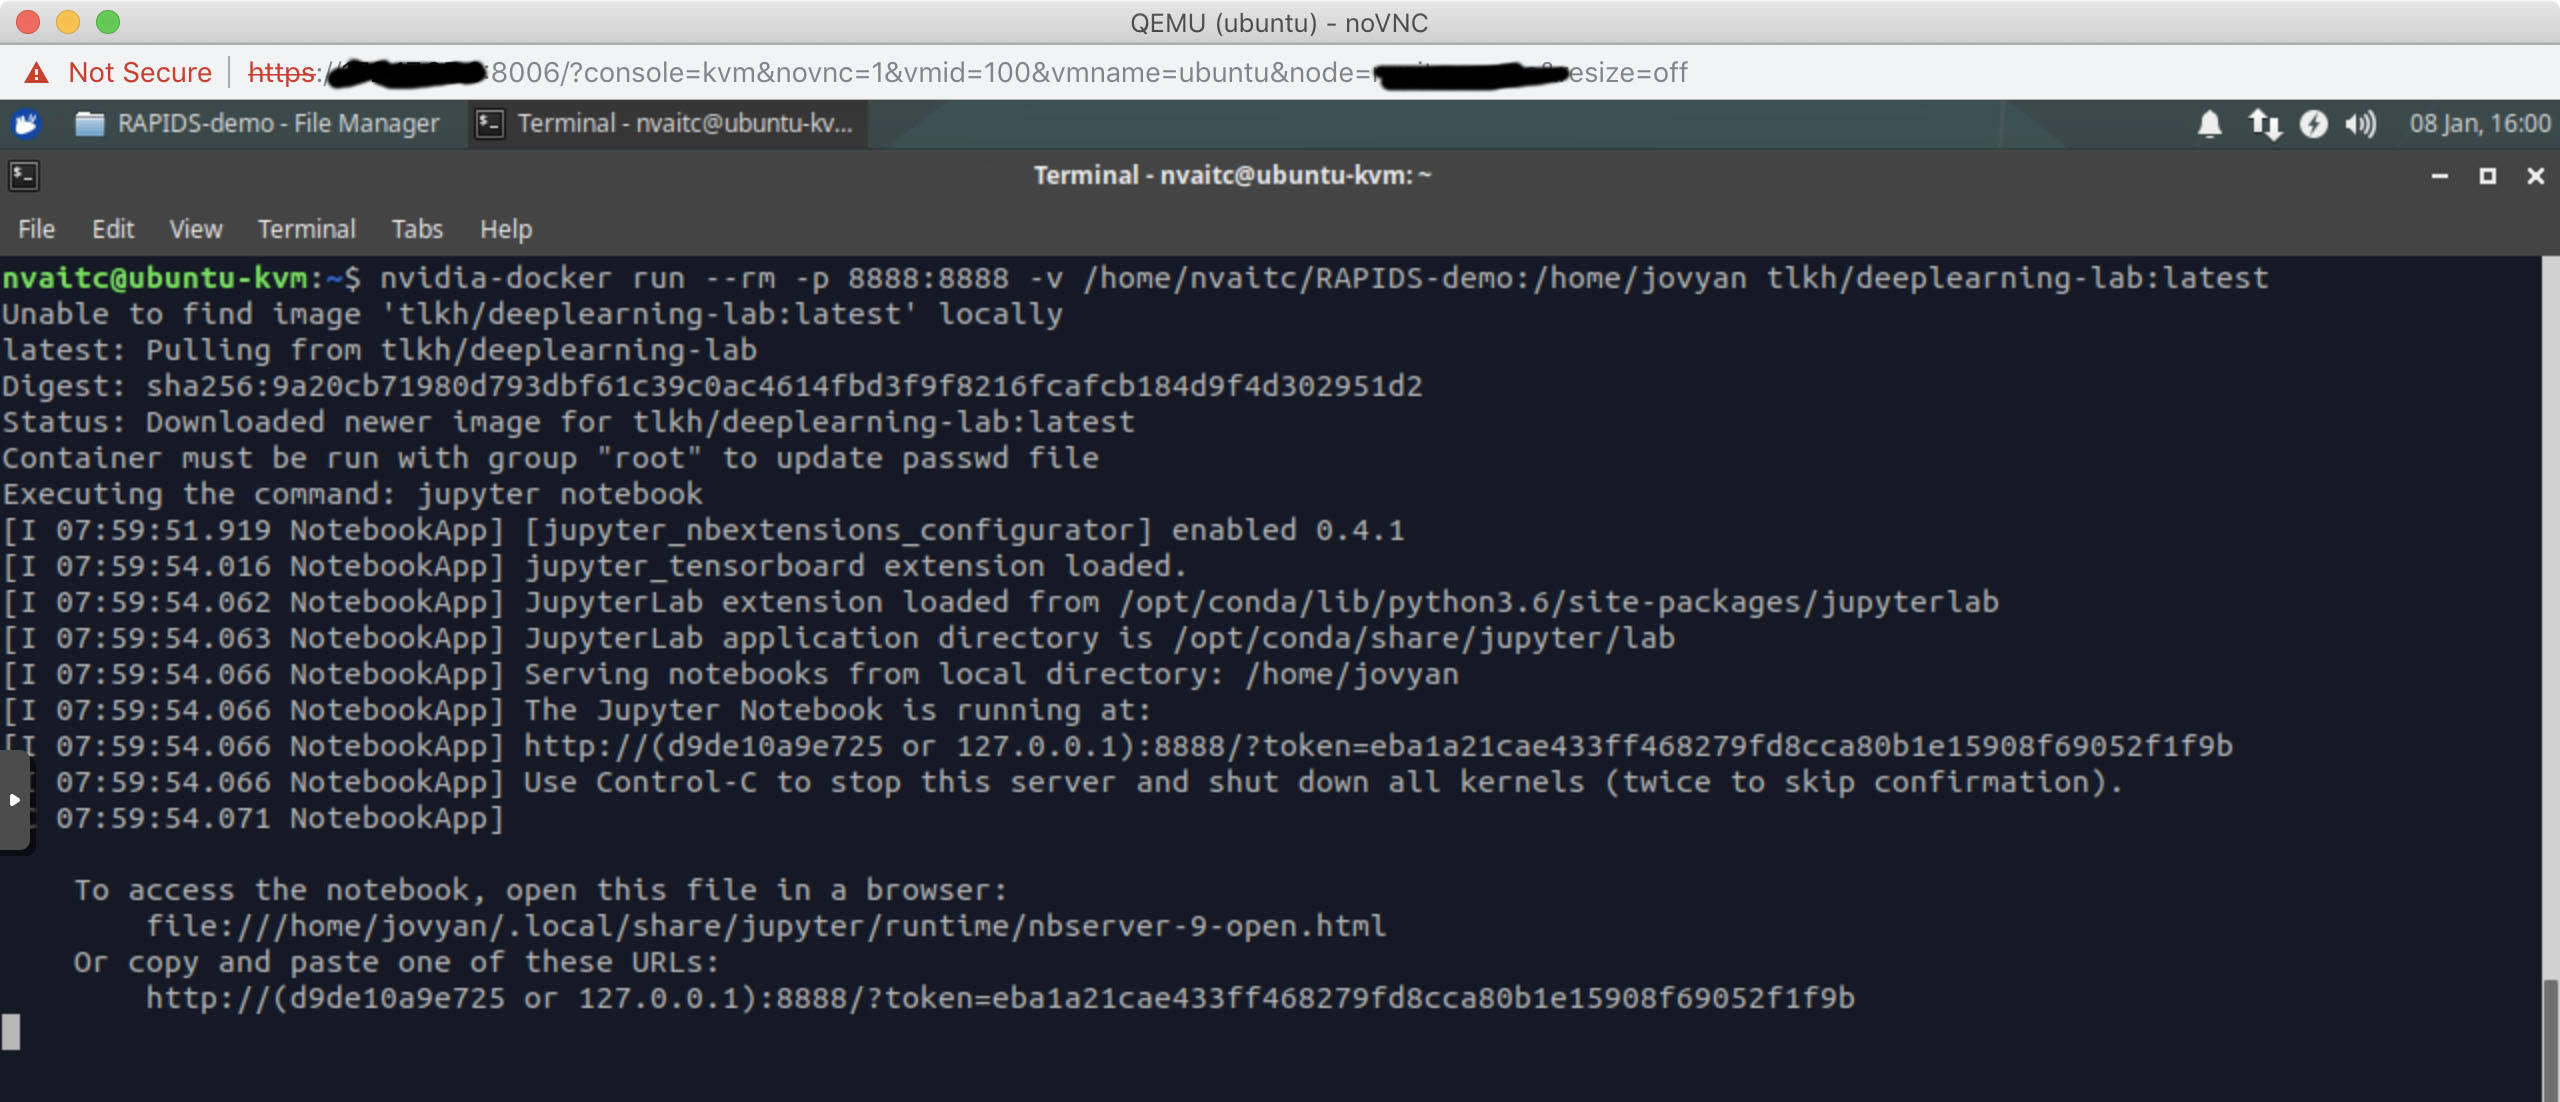 QEMU (ubuntu) - noVNC
Not Secure https:/ :8006/?console=kvm&novnc=1&vmid=100&vmname=ubuntu&node= esize=off
RAPIDS-demo - File Manager Terminal - nvaitc@ubuntu-kv... 08 Jan, 16:00
Terminal - nvaitc@ubuntu-kvm: ~
File Edit View Terminal Tabs Help
nvaitc@ubuntu-kvm:~$ nvidia-docker run --rm -p 8888:8888 -v /home/nvaitc/RAPIDS-demo:/home/jovyan tlkh/deeplearning-lab:latest
Unable to find image 'tlkh/deeplearning-lab:latest' locally
latest: Pulling from tlkh/deeplearning-lab
Digest: sha256:9a20cb71980d793dbf61c39c0ac4614fbd3f9f8216fcafcb184d9f4d302951d2
Status: Downloaded newer image for tlkh/deeplearning-lab:latest
Container must be run with group "root" to update passwd file
Executing the command: jupyter notebook
[I 07:59:51.919 NotebookApp] [jupyter_nbextensions_configurator] enabled 0.4.1
[I 07:59:54.016 NotebookApp] jupyter_tensorboard extension loaded.
[I 07:59:54.062 NotebookApp] JupyterLab extension loaded from /opt/conda/lib/python3.6/site-packages/jupyterlab
[I 07:59:54.063 NotebookApp] JupyterLab application directory is /opt/conda/share/jupyter/lab
[I 07:59:54.066 NotebookApp] Serving notebooks from local directory: /home/jovyan
[I 07:59:54.066 NotebookApp] The Jupyter Notebook is running at:
[I 07:59:54.066 NotebookApp] http://(d9de10a9e725 or 127.0.0.1):8888/?token=eba1a21cae433ff468279fd8cca80b1e15908f69052f1f9b
07:59:54.066 NotebookApp] Use Control-C to stop this server and shut down all kernels (twice to skip confirmation).
07:59:54.071 NotebookApp]
To access the notebook, open this file in a browser:
file:///home/jovyan/.local/share/jupyter/runtime/nbserver-9-open.html
Or copy and paste one of these URLs:
http://(d9de10a9e725 or 127.0.0.1):8888/?token=eba1a21cae433ff468279fd8cca80b1e15908f69052f1f9b